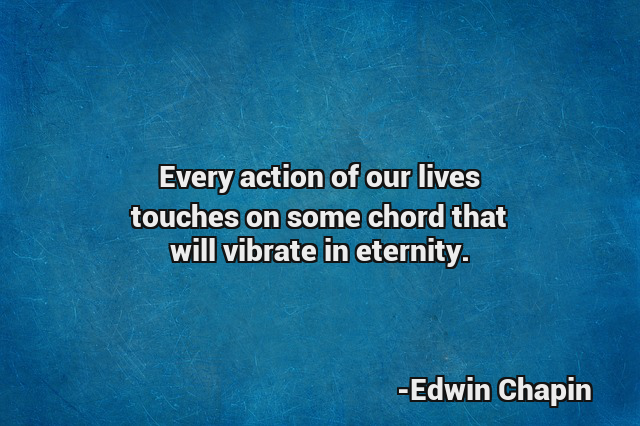 Every action of our lives
touches on some chord that
will vibrate in eternity.
-Edwin Chapin